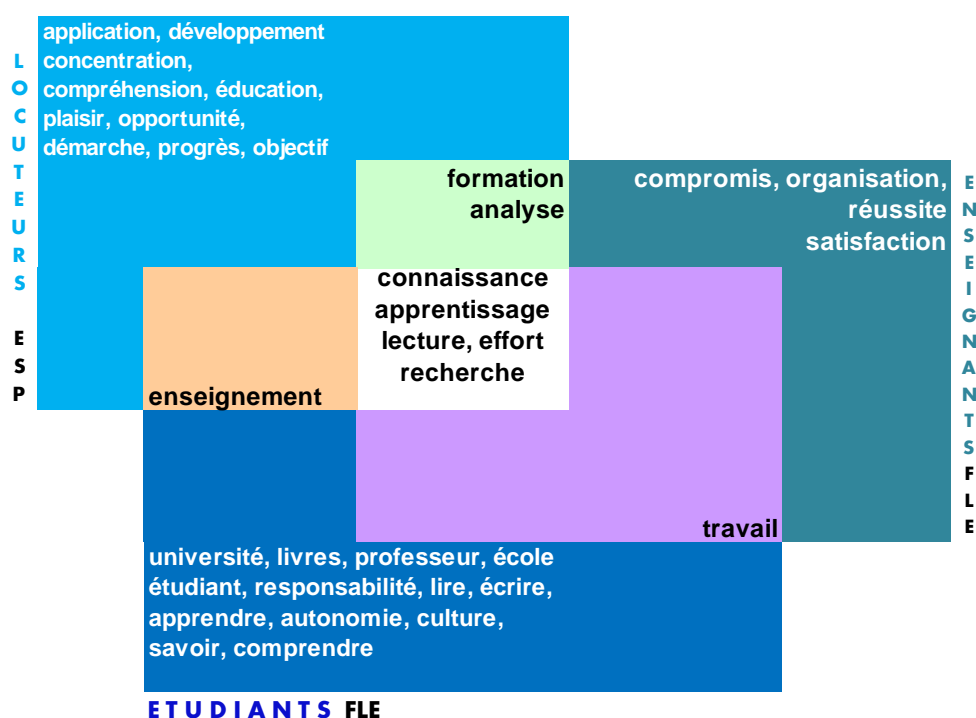 application, développement
concentration,
compréhension, éducation,
plaisir, opportunité,
démarche, progrès, objectif
LOCUTEURS ESP
formation
analyse
compromis, organisation,
réussite
satisfaction
ENSEIGNANTS FLE
connaissance
apprentissage
lecture, effort
recherche
enseignement
travail
université, livres, professeur, école
étudiant, responsabilité, lire, écrire,
apprendre, autonomie, culture,
savoir, comprendre
ETUDIANTS FLE